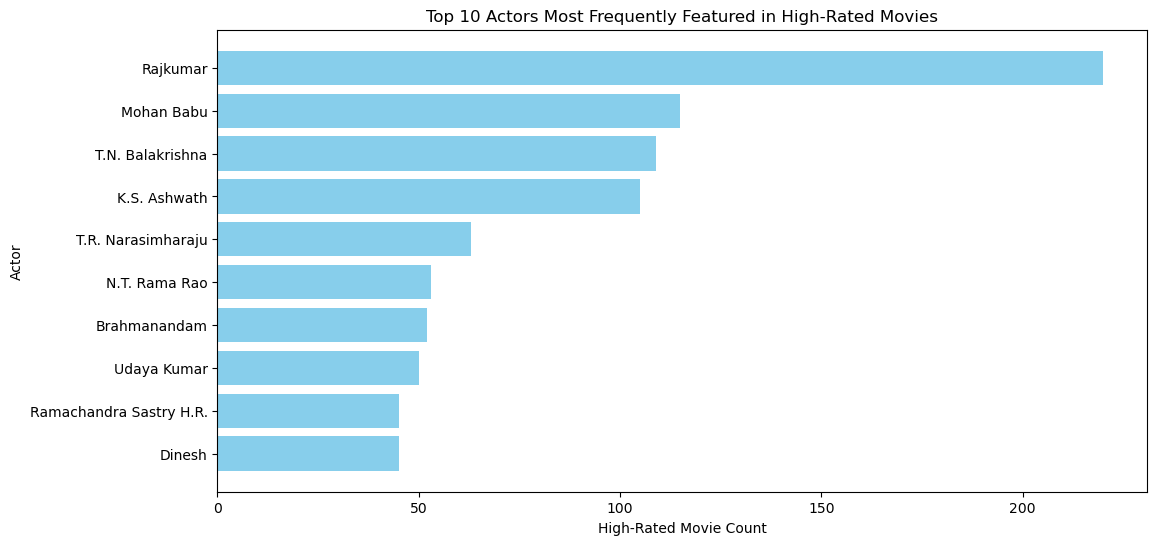 Top 10 Actors Most Frequently Featured in High-Rated Movies
Actor
Rajkumar
Mohan Babu
T.N. Balakrishna
K.S. Ashwath
T.R. Narasimharaju
N.T. Rama Rao
Brahmanandam
Udaya Kumar
Ramachandra Sastry H.R.
Dinesh
0 50 100 150 200
High-Rated Movie Count